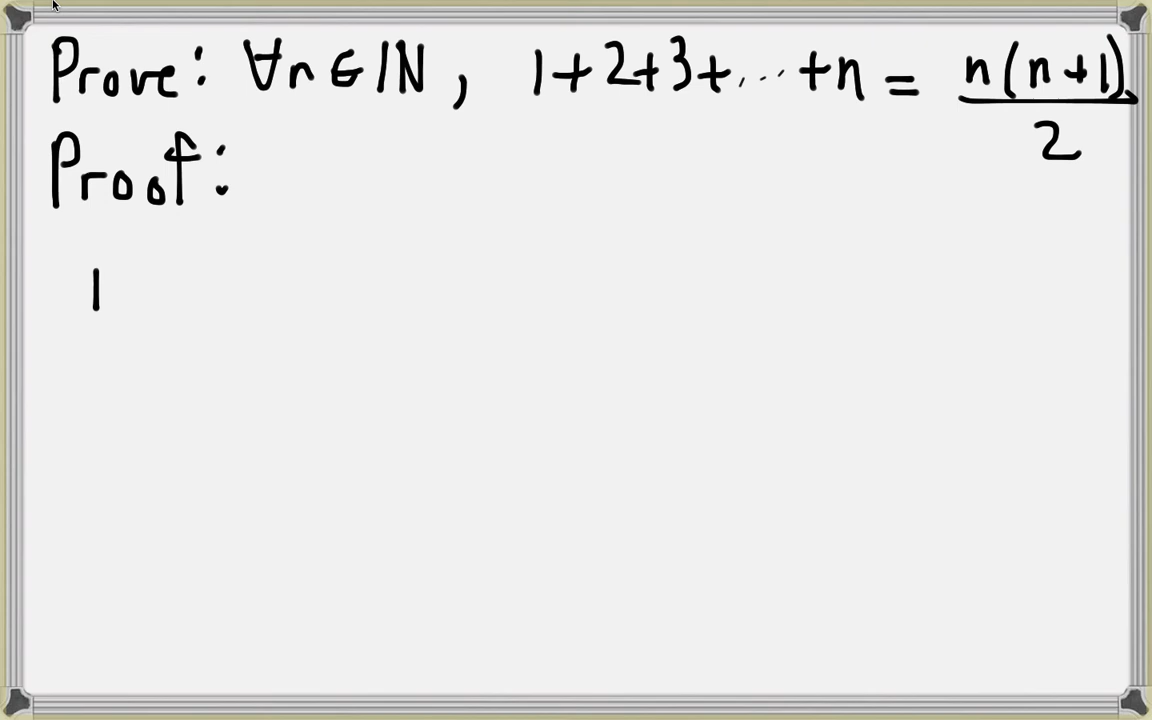 Prove: ∀n∈ℕ, 1+2+3+...+n = n(n+1)/2
Proof:
1